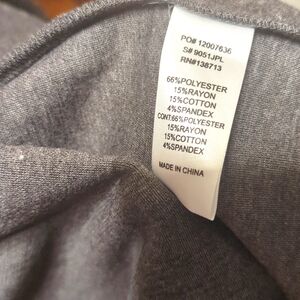 PO# 12007636
S# 9051JPL
RN#138713
66%POLYESTER
15%RAYON
15%COTTON
4%SPANDEX
CONT:66%POLYESTER
15%RAYON
15%COTTON
4%SPANDEX
MADE IN CHINA